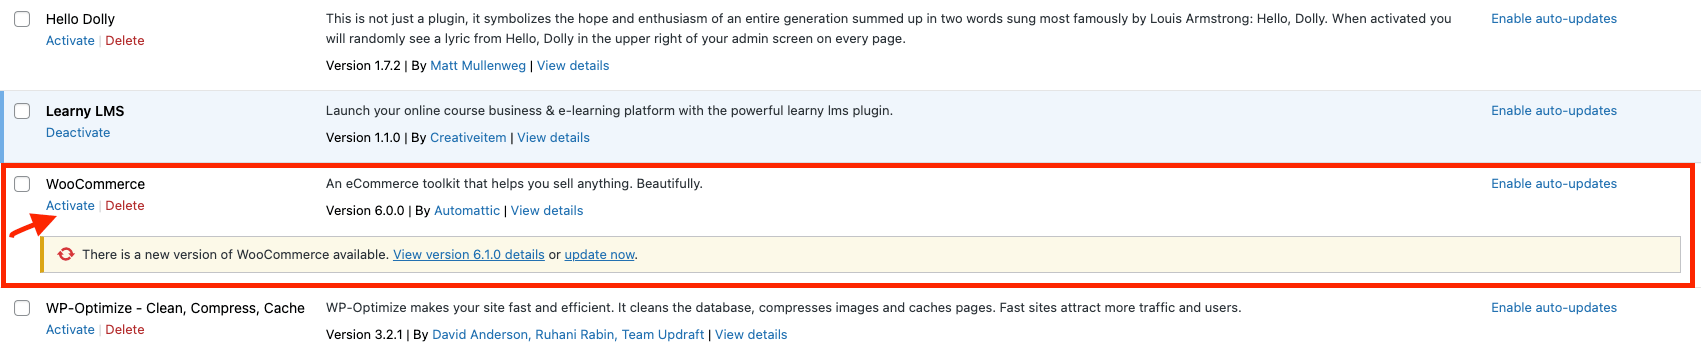 Hello Dolly
Activate | Delete
This is not just a plugin, it symbolizes the hope and enthusiasm of an entire generation summed up in two words sung most famously by Louis Armstrong: Hello, Dolly. When activated you
will randomly see a lyric from Hello, Dolly in the upper right of your admin screen on every page.
Version 1.7.2 | By Matt Mullenweg | View details
Enable auto-updates
Learny LMS
Deactivate
Launch your online course business & e-learning platform with the powerful learny lms plugin.
Version 1.1.0 | By Creativeitem | View details
Enable auto-updates
WooCommerce
Activate | Delete
An eCommerce toolkit that helps you sell anything. Beautifully.
Version 6.0.0 | By Automattic | View details
Enable auto-updates
There is a new version of WooCommerce available. View version 6.1.0 details or update now.
WP-Optimize - Clean, Compress, Cache
Activate | Delete
WP-Optimize makes your site fast and efficient. It cleans the database, compresses images and caches pages. Fast sites attract more traffic and users.
Version 3.2.1 | By David Anderson, Ruhani Rabin, Team Updraft | View details
Enable auto-updates